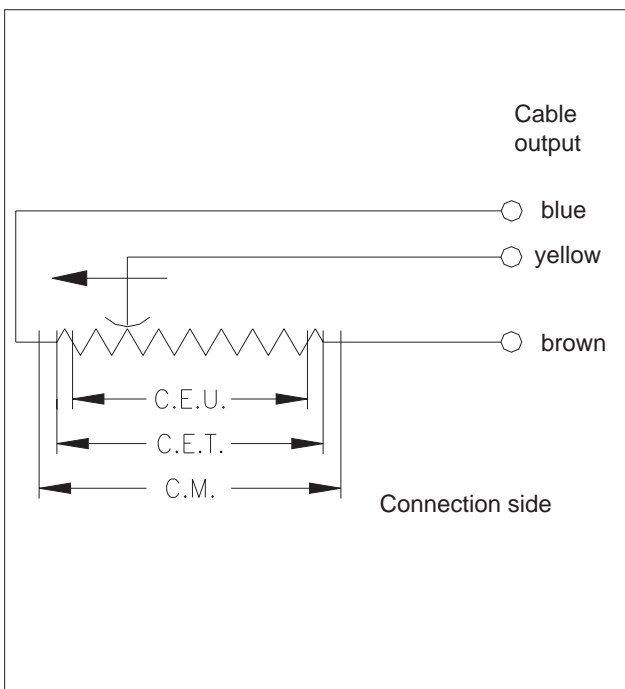 Cable
output
blue
yellow
brown
C.E.U.
C.E.T.
C.M.
Connection side